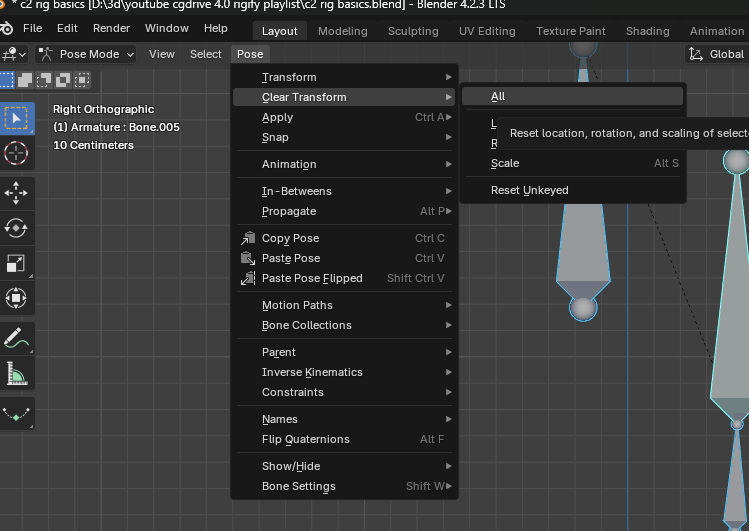 * c2 rig basics [D:\3d\youtube cgdrive 4.0 rigify playlist\c2 rig basics.blend] - Blender 4.2.3 LTS
File Edit Render Window Help Layout Modeling Sculpting UV Editing Texture Paint Shading Animation
Pose Mode View Select Pose Global
Right Orthographic
(1) Armature : Bone.005
10 Centimeters
Transform
Clear Transform
Apply Ctrl A
Snap
Animation
In-Betweens
Propagate Alt P
Copy Pose Ctrl C
Paste Pose Ctrl V
Paste Pose Flipped Shift Ctrl V
Motion Paths
Bone Collections
Parent
Inverse Kinematics
Constraints
Names
Flip Quaternions Alt F
Show/Hide
Bone Settings Shift W
All
L
Reset location, rotation, and scaling of select
R
Scale Alt S
Reset Unkeyed